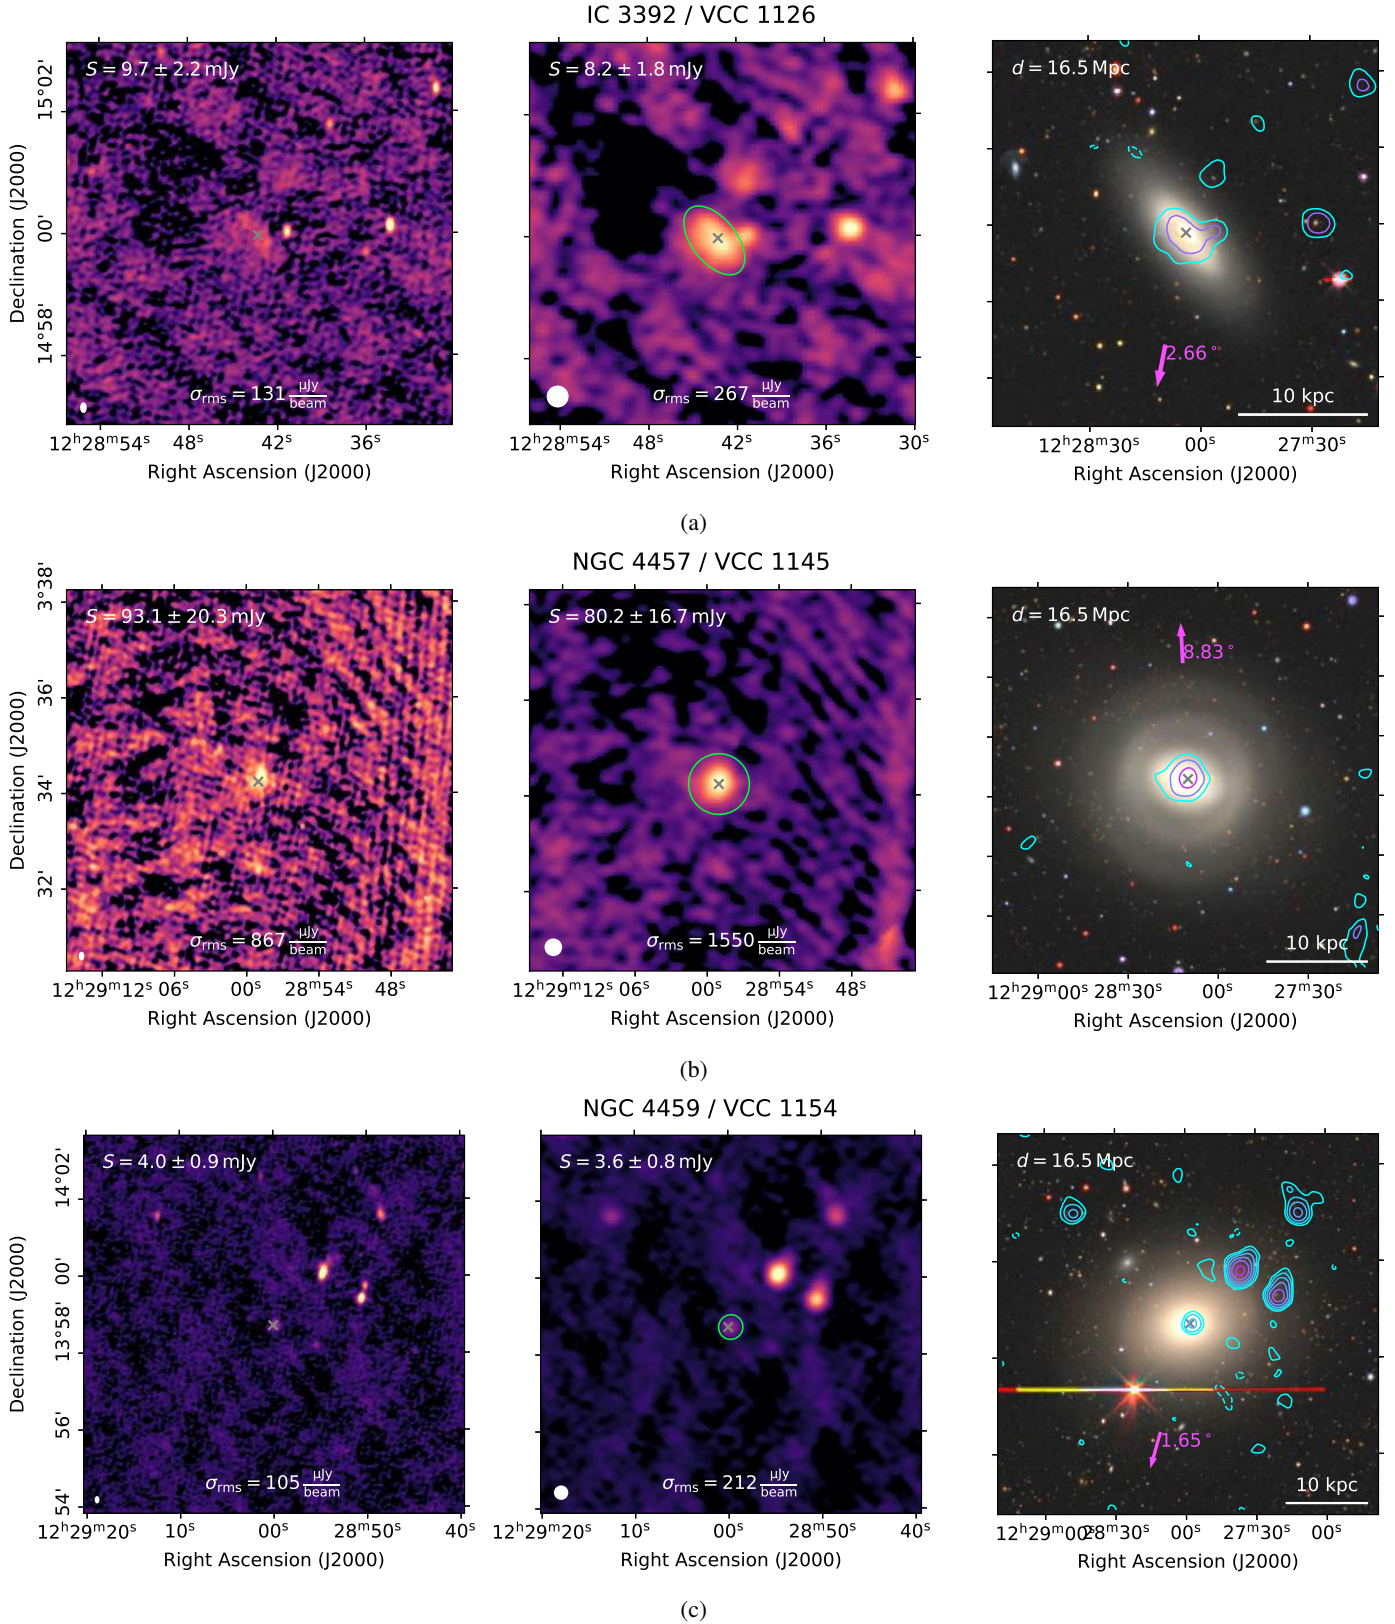 IC 3392 / VCC 1126
S = 9.7 ± 2.2 mJy
S = 8.2 ± 1.8 mJy
d = 16.5 Mpc
15°02'
00'
14°58'
Declination (J2000)
σrms = 131 μJy/beam
σrms = 267 μJy/beam
2.66°
10 kpc
12ʰ28ᵐ54ˢ 48ˢ 42ˢ 36ˢ
12ʰ28ᵐ54ˢ 48ˢ 42ˢ 36ˢ 30ˢ
12ʰ28ᵐ30ˢ 00ˢ 27ᵐ30ˢ
Right Ascension (J2000)
Right Ascension (J2000)
Right Ascension (J2000)
(a)
NGC 4457 / VCC 1145
S = 93.1 ± 20.3 mJy
S = 80.2 ± 16.7 mJy
d = 16.5 Mpc
8.83°
3°38'
36'
34'
32'
Declination (J2000)
σrms = 867 μJy/beam
σrms = 1550 μJy/beam
10 kpc
12ʰ29ᵐ12ˢ 06ˢ 00ˢ 28ᵐ54ˢ 48ˢ
12ʰ29ᵐ12ˢ 06ˢ 00ˢ 28ᵐ54ˢ 48ˢ
12ʰ29ᵐ00ˢ 28ᵐ30ˢ 00ˢ 27ᵐ30ˢ
Right Ascension (J2000)
Right Ascension (J2000)
Right Ascension (J2000)
(b)
NGC 4459 / VCC 1154
S = 4.0 ± 0.9 mJy
S = 3.6 ± 0.8 mJy
d = 16.5 Mpc
14°02'
00'
13°58'
56'
54'
Declination (J2000)
σrms = 105 μJy/beam
σrms = 212 μJy/beam
1.65°
10 kpc
12ʰ29ᵐ20ˢ 10ˢ 00ˢ 28ᵐ50ˢ 40ˢ
12ʰ29ᵐ20ˢ 10ˢ 00ˢ 28ᵐ50ˢ 40ˢ
12ʰ29ᵐ00ˢ 28ᵐ30ˢ 00ˢ 27ᵐ30ˢ 00ˢ
Right Ascension (J2000)
Right Ascension (J2000)
Right Ascension (J2000)
(c)